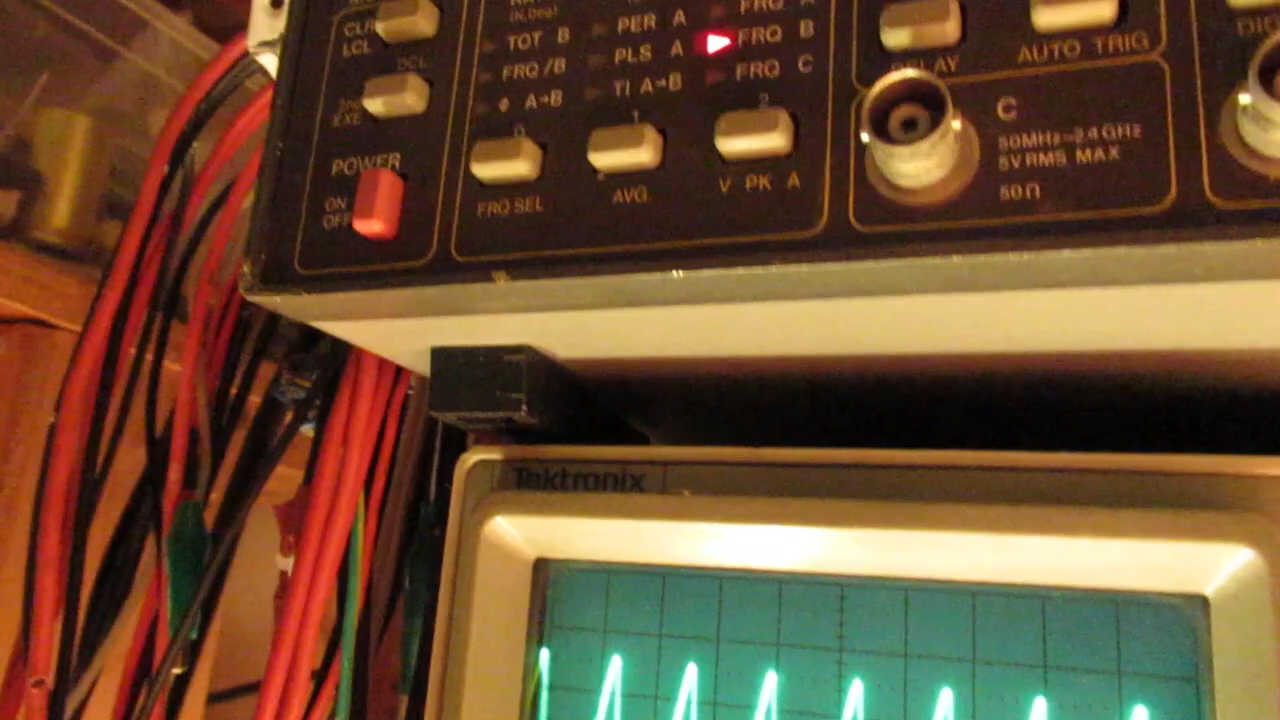 CLR
LCL
DCL
EXE
POWER
ON
OFF
(N,Deg)
TOT B
FRQ/B
ϕ A→B
0
FRQ SEL
PER A
PLS A
TI A→B
1
AVG.
FRQ A
FRQ B
FRQ C
2
V PK A
DELAY
AUTO TRIG
C
50MHz–2.4GHz
5V RMS MAX
50Ω
Tektronix